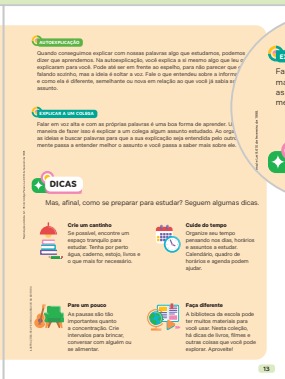 AUTOEXPLICAÇÃO
Quando conseguimos explicar com nossas palavras algo que estudamos, podemos
dizer que aprendemos. Na autoexplicação, você explica a si mesmo algo que leu o
explicaram para você. Pode até ser em frente ao espelho, para não parecer que
falando sozinho, mas a ideia é soltar a voz. Fale o que entendeu sobre a inform
e como ela é diferente, semelhante ou nova em relação ao que você já sabia
assunto.
EXPLICAR A UM COLEGA
Falar em voz alta e com as próprias palavras é uma boa forma de aprender. U
maneira de fazer isso é explicar a um colega algum assunto estudado. Ao org
as ideias e buscar palavras para que a explicação seja entendida pelo outro,
mente passa a entender melhor o assunto e você passa a saber mais sobre ele.
DICAS
Mas, afinal, como se preparar para estudar? Seguem algumas dicas.
Crie um cantinho
Se possível, encontre um
espaço tranquilo para
estudar. Tenha por perto
água, caderno, estojo, livros e
o que mais for necessário.
Cuide do tempo
Organize seu tempo
pensando nos dias, horários
e assuntos a estudar.
Calendário, quadro de
horários e agenda podem
ajudar.
Pare um pouco
As pausas são tão
importantes quanto
a concentração. Crie
intervalos para brincar,
conversar com alguém ou
se alimentar.
Faça diferente
A biblioteca da escola pode
ter muitos materiais para
você usar. Nesta coleção,
há dicas de livros, filmes e
outras coisas que você pode
explorar. Aproveite!
Fa
ma
as
me
13